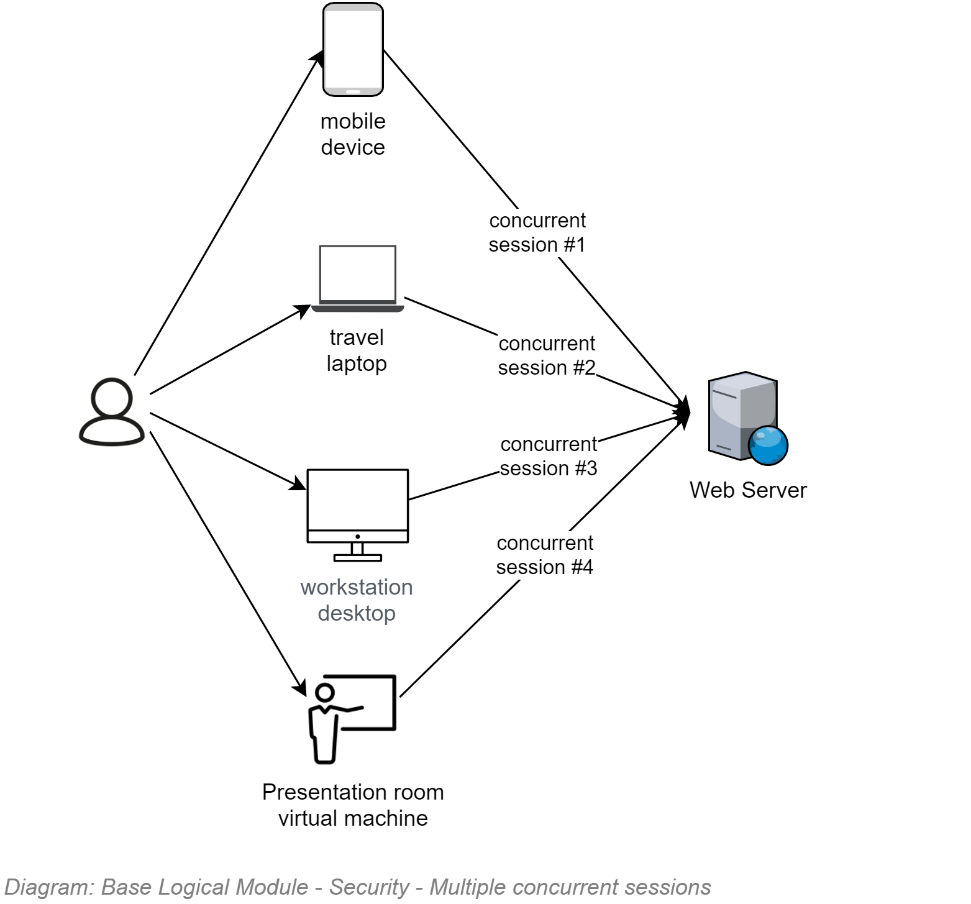 mobile
device
concurrent
session #1
travel
laptop
concurrent
session #2
concurrent
session #3
Web Server
concurrent
session #4
workstation
desktop
Presentation room
virtual machine
Diagram: Base Logical Module - Security - Multiple concurrent sessions